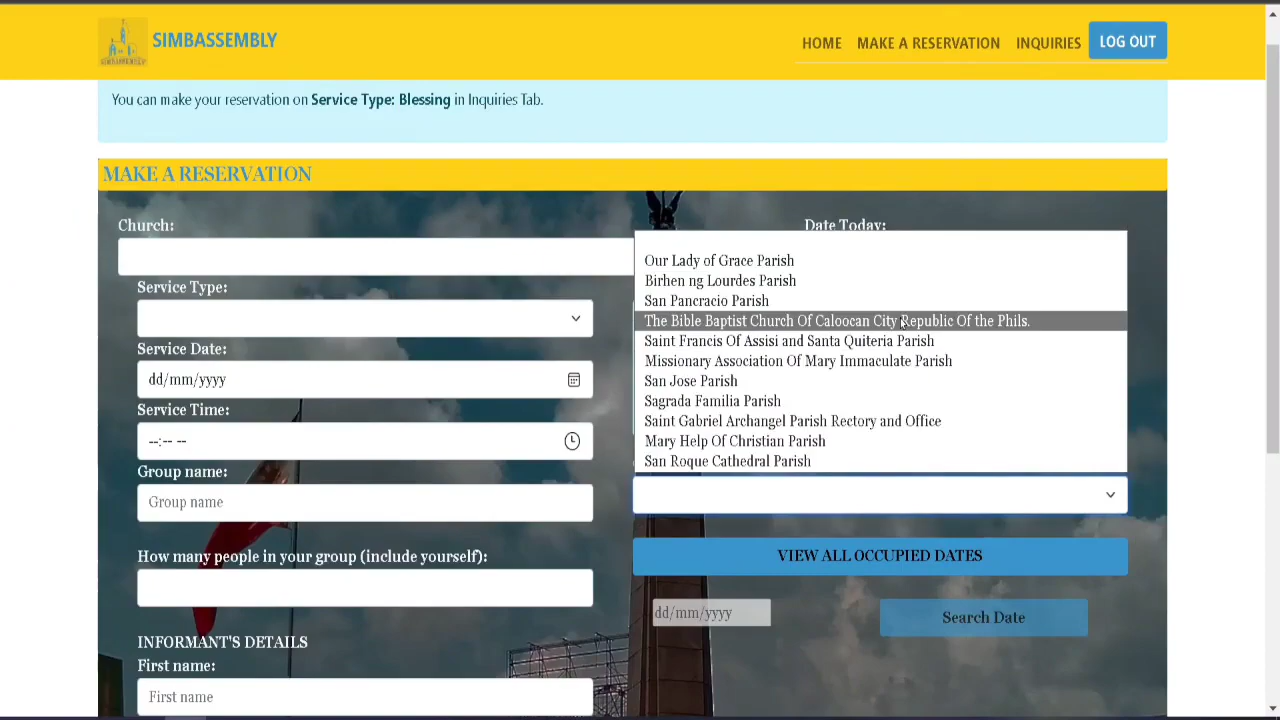 SIMBASSEMBLY
HOME MAKE A RESERVATION INQUIRIES LOG OUT
You can make your reservation on Service Type: Blessing in Inquiries Tab.
MAKE A RESERVATION
Church:
Date Today:
Service Type:
Service Date:
dd/mm/yyyy
Service Time:
--:-- --
Group name:
Group name
How many people in your group (include yourself):
INFORMANT'S DETAILS
First name:
First name
Our Lady of Grace Parish
Birhen ng Lourdes Parish
San Pancracio Parish
The Bible Baptist Church Of Caloocan City Republic Of the Phils.
Saint Francis Of Assisi and Santa Quiteria Parish
Missionary Association Of Mary Immaculate Parish
San Jose Parish
Sagrada Familia Parish
Saint Gabriel Archangel Parish Rectory and Office
Mary Help Of Christian Parish
San Roque Cathedral Parish
VIEW ALL OCCUPIED DATES
dd/mm/yyyy
Search Date